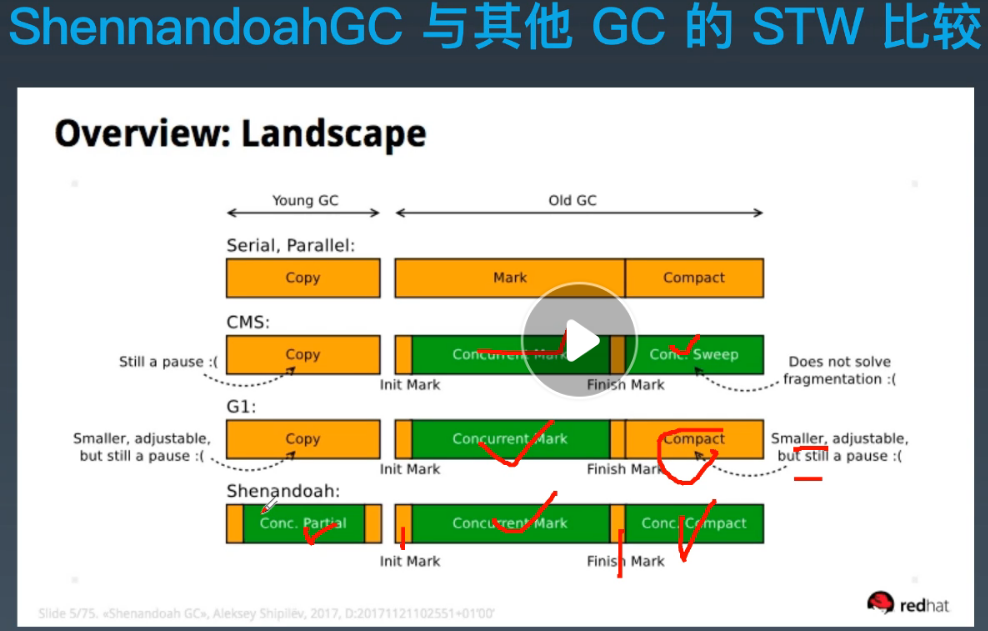 ShennandoahGC 与其他 GC 的 STW 比较
Overview: Landscape
Young GC
Old GC
Serial, Parallel:
Copy
Mark
Compact
CMS:
Still a pause :(
Copy
Concurrent Mark
Conc. Sweep
Does not solve
fragmentation :(
Init Mark
Finish Mark
G1:
Smaller, adjustable,
but still a pause :(
Copy
Concurrent Mark
Compact
Smaller, adjustable,
but still a pause :(
Init Mark
Finish Mark
Shenandoah:
Conc. Partial
Concurrent Mark
Conc. Compact
Init Mark
Finish Mark
Slide 5/75. «Shenandoah GC», Aleksey Shipilëv, 2017, D:20171121102551+01'00'
redhat